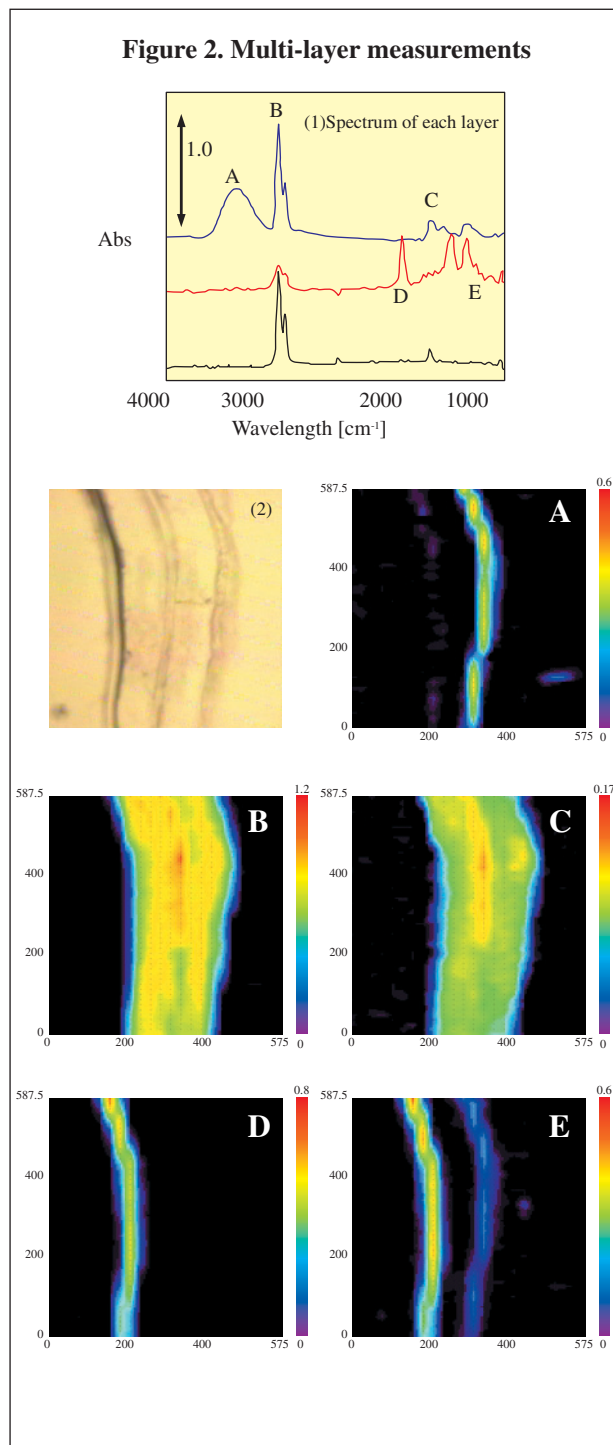 Figure 2. Multi-layer measurements
B
(1)Spectrum of each layer
1.0
A
C
Abs
D
E
4000 3000 2000 1000
Wavelength [cm-1]
587.5
(2)
400
200
0
0 200 400 575
A
0.6
0
587.5
400
200
0
0 200 400 575
B
1.2
0
587.5
400
200
0
0 200 400 575
C
0.17
0
587.5
400
200
0
0 200 400 575
D
0.8
0
587.5
400
200
0
0 200 400 575
E
0.6
0